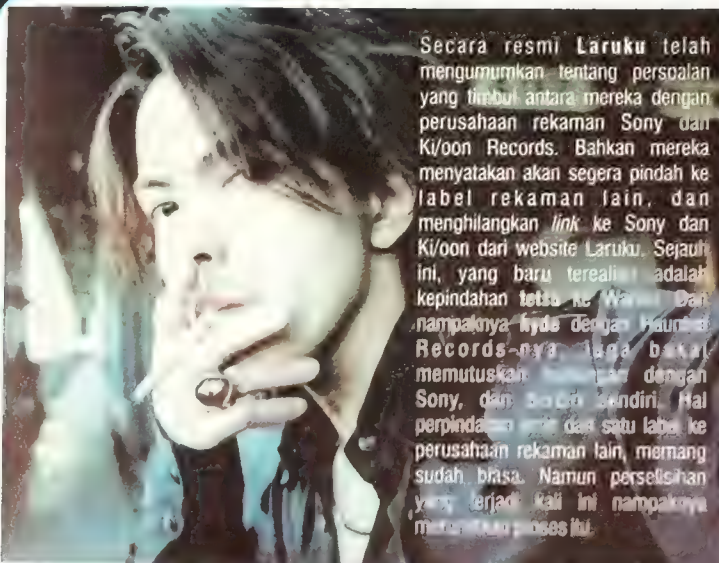 Secara resmi Laruku telah
mengumumkan tentang persoalan
yang timbul antara mereka dengan
perusahaan rekaman Sony dan
Ki/oon Records. Bahkan mereka
menyatakan akan segera pindah ke
label rekaman lain, dan
menghilangkan link ke Sony dan
Ki/oon dari website Laruku. Sejauh
ini, yang baru adalah
kepindahan tetsu ke Dan
nampaknya hyde dengan
Records-nya, juga bakal
memutuskan dengan
Sony, dan sendiri. Hal
perpindahan dari satu label ke
perusahaan rekaman lain, memang
sudah biasa. Namun perselisihan
yang terjadi kali ini nampaknya
proses itu.